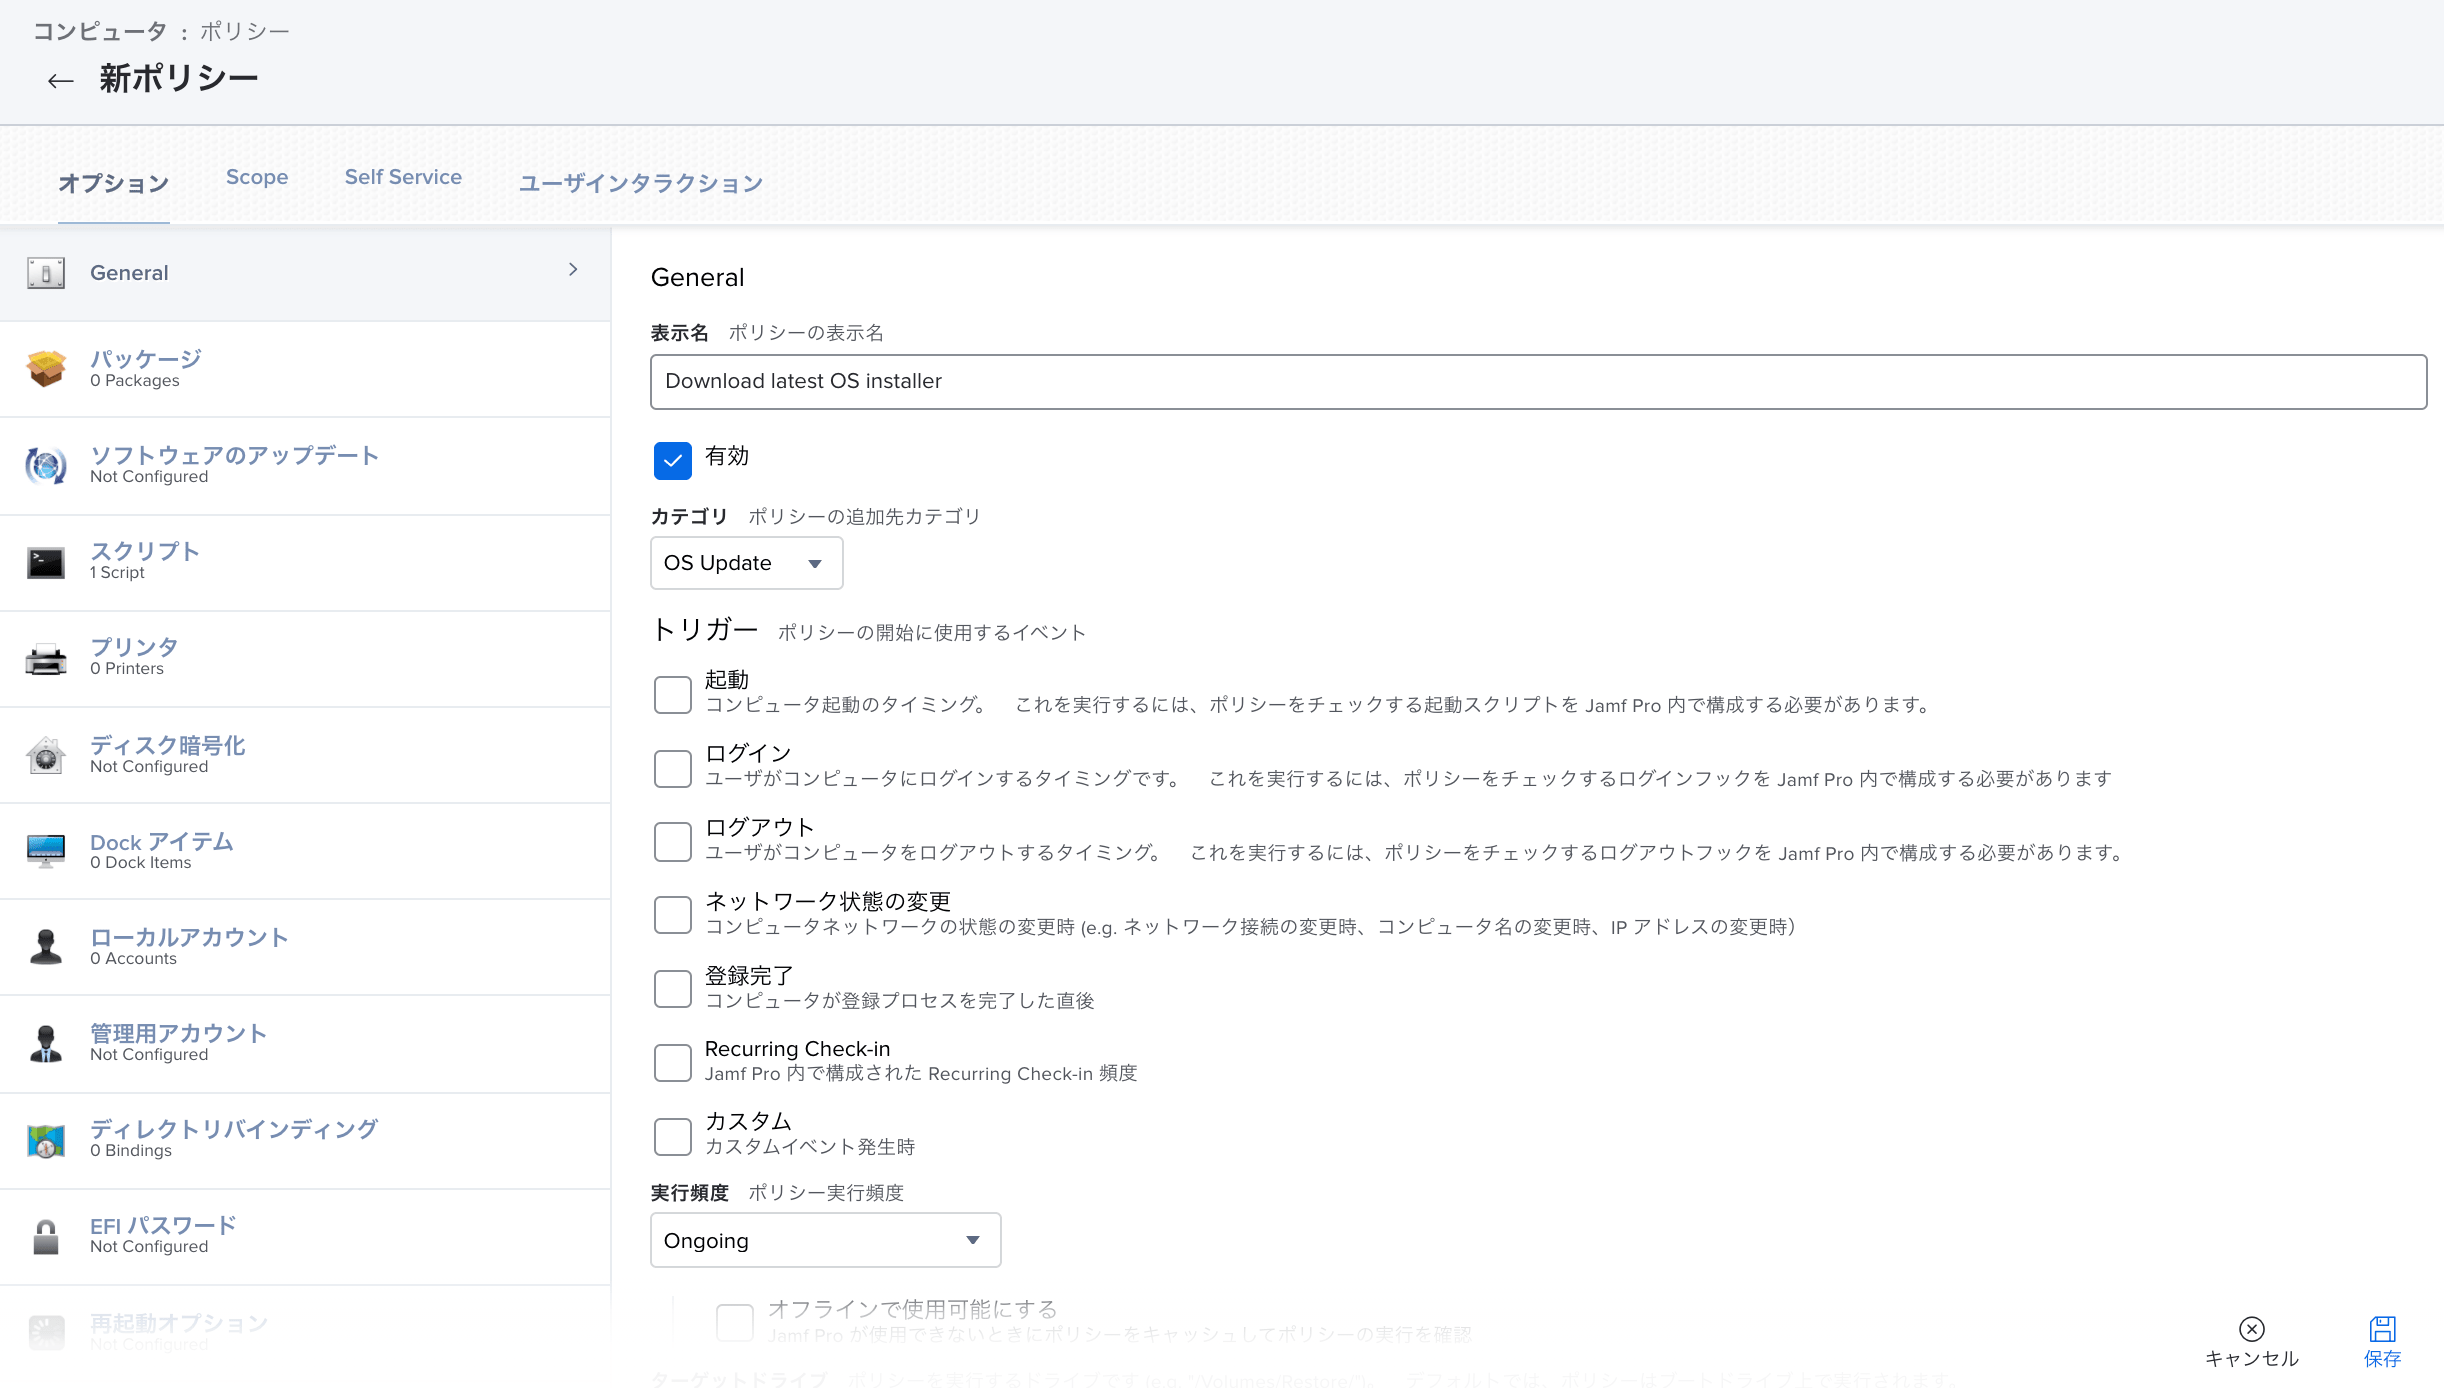 コンピュータ : ポリシー
← 新ポリシー
オプション Scope Self Service ユーザインタラクション
General
パッケージ
0 Packages
ソフトウェアのアップデート
Not Configured
スクリプト
1 Script
プリンタ
0 Printers
ディスク暗号化
Not Configured
Dock アイテム
0 Dock Items
ローカルアカウント
0 Accounts
管理用アカウント
Not Configured
ディレクトリバインディング
0 Bindings
EFI パスワード
Not Configured
再起動オプション
Not Configured
General
表示名 ポリシーの表示名
Download latest OS installer
有効
カテゴリ ポリシーの追加先カテゴリ
OS Update
トリガー ポリシーの開始に使用するイベント
起動
コンピュータ起動のタイミング。 これを実行するには、ポリシーをチェックする起動スクリプトを Jamf Pro 内で構成する必要があります。
ログイン
ユーザがコンピュータにログインするタイミングです。 これを実行するには、ポリシーをチェックするログインフックを Jamf Pro 内で構成する必要があります
ログアウト
ユーザがコンピュータをログアウトするタイミング。 これを実行するには、ポリシーをチェックするログアウトフックを Jamf Pro 内で構成する必要があります。
ネットワーク状態の変更
コンピュータネットワークの状態の変更時 (e.g. ネットワーク接続の変更時、コンピュータ名の変更時、IP アドレスの変更時）
登録完了
コンピュータが登録プロセスを完了した直後
Recurring Check-in
Jamf Pro 内で構成された Recurring Check-in 頻度
カスタム
カスタムイベント発生時
実行頻度 ポリシー実行頻度
Ongoing
オフラインで使用可能にする
Jamf Pro が使用できないときにポリシーをキャッシュしてポリシーの実行を確認
ターゲットドライブ ポリシーを実行するドライブです (e.g. "/Volumes/Restore/")。 デフォルトでは、ポリシーはブートドライブ上で実行されます。
キャンセル 保存